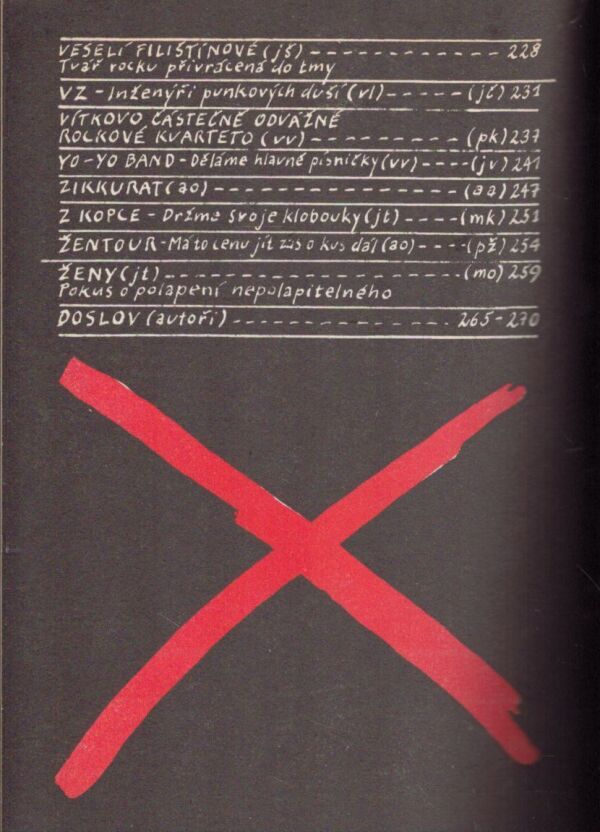 VESELÍ FILIŠTÍNOVÉ (jš) - - - - - - - - - - - - 228
Tvář rocku přivrácená do tmy
VZ - Inženýři punkových duší (vl) - - - - - (jč) 231
VÍTKOVO ČÁSTEČNĚ ODVÁŽNÉ
ROCKOVÉ KVARTETO (vv) - - - - - - - - - - (pk) 237
YO-YO BAND - Děláme hlavně písničky (vv) - - - - (jv) 241
ZIKKURAT (ao) - - - - - - - - - - - - - - - (aa) 247
Z KOPCE - Držme svoje klobouky (jt) - - - - (mk) 251
ŽENTOUR - Má to cenu jít zas o kus dál (ao) - - - - (pž) 254
ŽENY (jt) - - - - - - - - - - - - - - - - - (mo) 259
Pokus o polapení nepolapitelného
DOSLOV (autoři) - - - - - - - - - - - - - 265-270